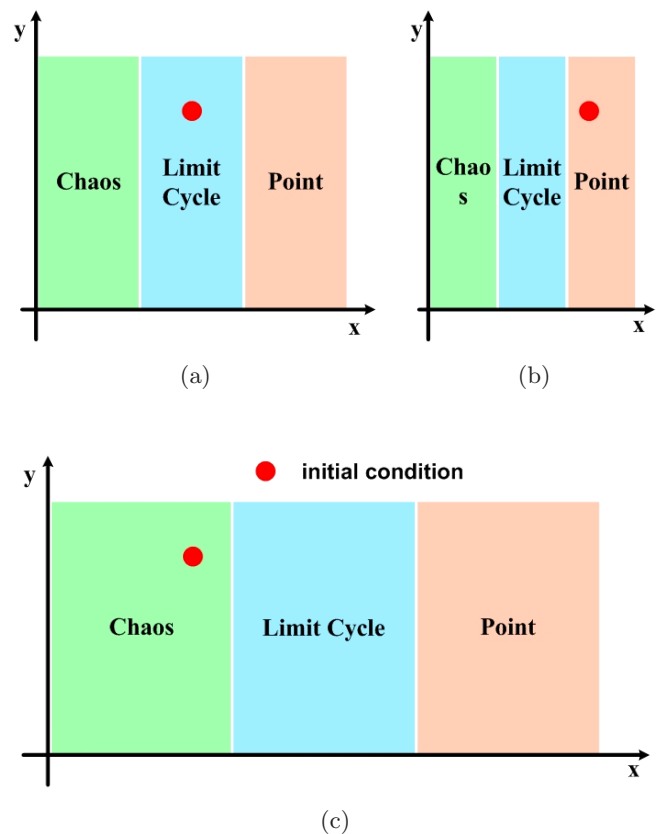 y
y
Chaos
Limit
Cycle
Point
Chao
s
Limit
Cycle
Point
x
x
(a)
(b)
y
initial condition
Chaos
Limit Cycle
Point
x
(c)